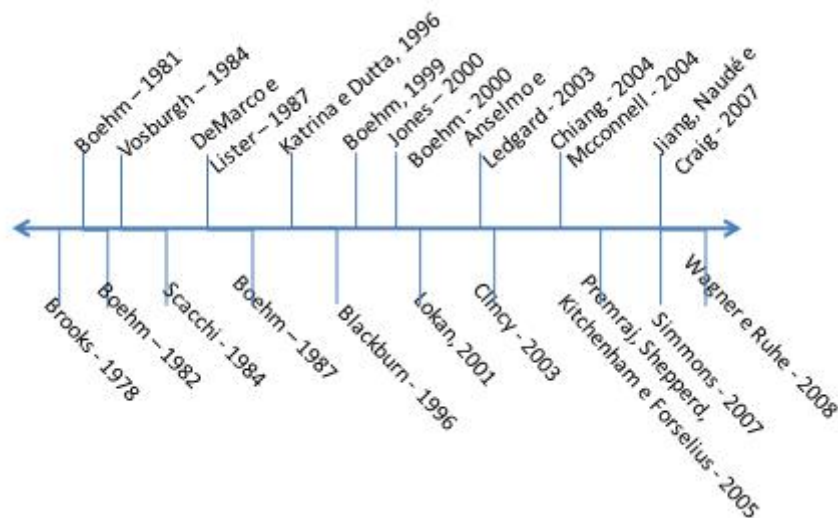 Boehm – 1981
Vosburgh – 1984
DeMarco e
Lister – 1987
Katrina e Dutta, 1996
Boehm, 1999
Jones – 2000
Boehm - 2000
Anselmo e
Ledgard - 2003
Chiang - 2004
Mcconnell - 2004
Jiang, Naudé e
Craig - 2007
Brooks - 1978
Boehm – 1982
Scacchi - 1984
Boehm – 1987
Blackburn - 1996
Lokan, 2001
Clincy - 2003
Premraj, Shepperd,
Kitchenham e Forselius - 2005
Simmons - 2007
Wagner e Ruhe - 2008